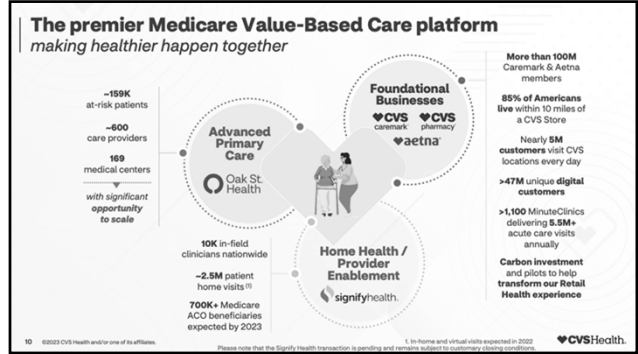 The premier Medicare Value-Based Care platform
making healthier happen together
~159K
at-risk patients
~600
care providers
169
medical centers
with significant
opportunity
to scale
Advanced
Primary
Care
Oak St.
Health
Foundational
Businesses
CVS
caremark
CVS
pharmacy
aetna
More than 100M
Caremark & Aetna
members
85% of Americans
live within 10 miles of
a CVS Store
Nearly 5M
customers visit CVS
locations every day
>47M unique digital
customers
>1,100 MinuteClinics
delivering 5.5M+
acute care visits
annually
Carbon investment
and pilots to help
transform our Retail
Health experience
10K in-field
clinicians nationwide
~2.5M patient
home visits (1)
700K+ Medicare
ACO beneficiaries
expected by 2023
Home Health /
Provider
Enablement
signifyhealth.
10 ©2023 CVS Health and/or one of its affiliates.
1. In-home and virtual visits expected in 2022
Please note that the Signify Health transaction is pending and remains subject to customary closing conditions.
CVSHealth.